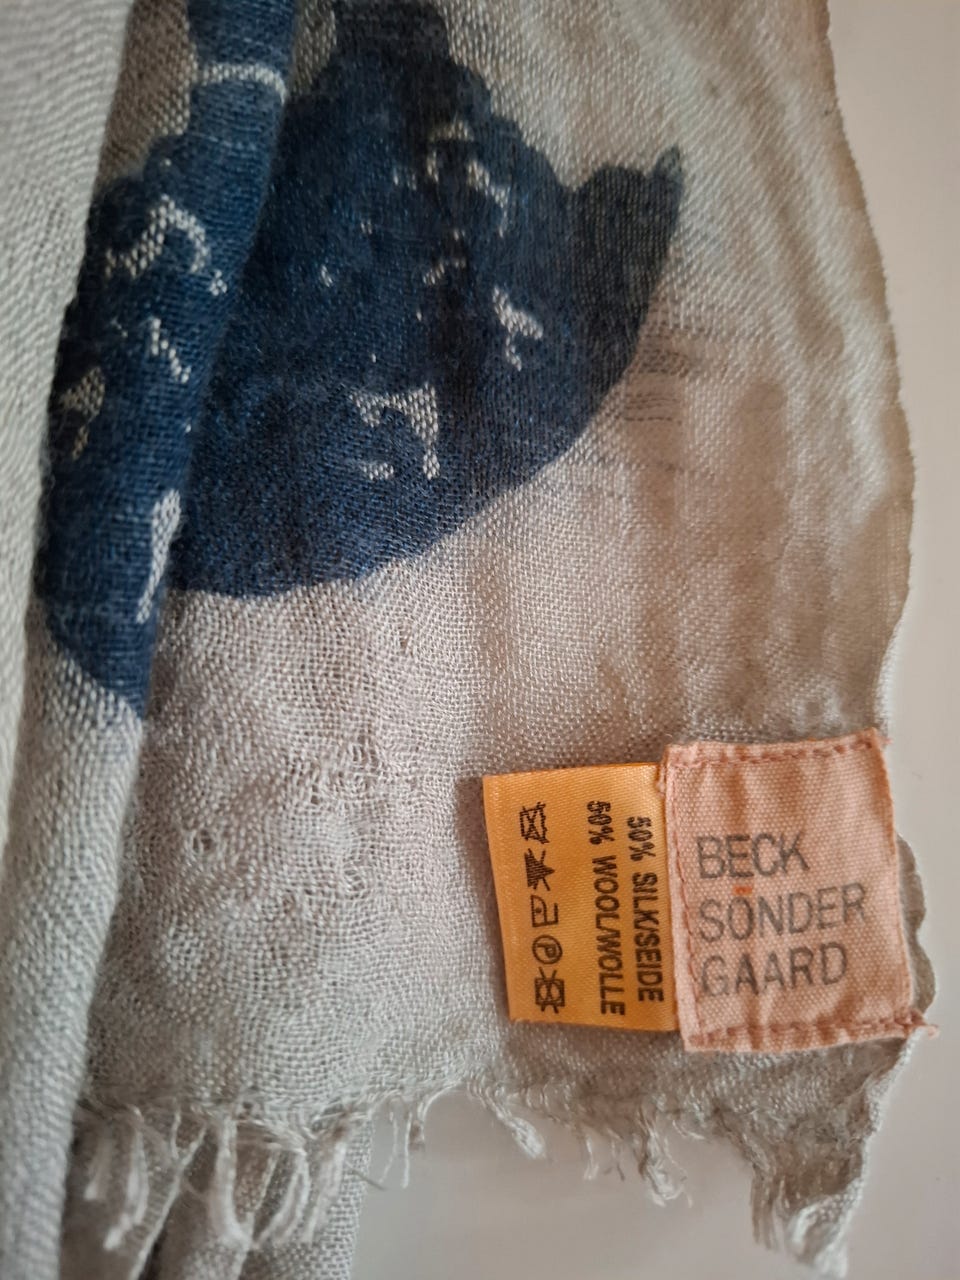 BECK
SÖNDER
GAARD
50% SILK/SEIDE
50% WOOL/WOLLE